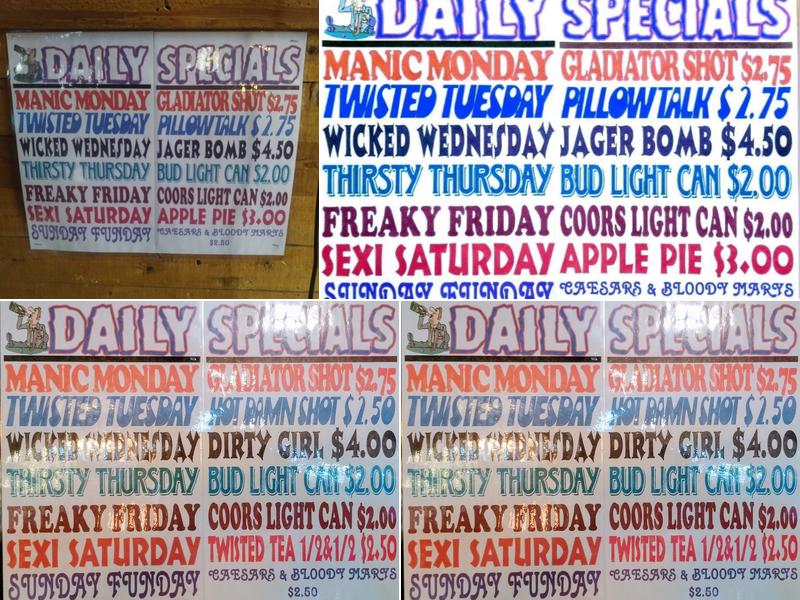 DAILY SPECIALS
MANIC MONDAY GLADIATOR SHOT $2.75
TWISTED TUESDAY PILLOWTALK $2.75
WICKED WEDNESDAY JAGER BOMB $4.50
THIRSTY THURSDAY BUD LIGHT CAN $2.00
FREAKY FRIDAY COORS LIGHT CAN $2.00
SEXI SATURDAY APPLE PIE $3.00
SUNDAY FUNDAY CAESARS & BLOODY MARYS
$2.50
DAILY SPECIALS
MANIC MONDAY GLADIATOR SHOT $2.75
TWISTED TUESDAY PILLOWTALK $2.75
WICKED WEDNESDAY JAGER BOMB $4.50
THIRSTY THURSDAY BUD LIGHT CAN $2.00
FREAKY FRIDAY COORS LIGHT CAN $2.00
SEXI SATURDAY APPLE PIE $3.00
SUNDAY FUNDAY CAESARS & BLOODY MARYS
DAILY SPECIALS
MANIC MONDAY GLADIATOR SHOT $2.75
TWISTED TUESDAY HOT DAMN SHOT $2.50
WICKED WEDNESDAY DIRTY GIRL $4.00
THIRSTY THURSDAY BUD LIGHT CAN $2.00
FREAKY FRIDAY COORS LIGHT CAN $2.00
SEXI SATURDAY TWISTED TEA 1/2&1/2 $2.50
SUNDAY FUNDAY CAESARS & BLOODY MARYS
$2.50
DAILY SPECIALS
MANIC MONDAY GLADIATOR SHOT $2.75
TWISTED TUESDAY HOT DAMN SHOT $2.50
WICKED WEDNESDAY DIRTY GIRL $4.00
THIRSTY THURSDAY BUD LIGHT CAN $2.00
FREAKY FRIDAY COORS LIGHT CAN $2.00
SEXI SATURDAY TWISTED TEA 1/2&1/2 $2.50
SUNDAY FUNDAY CAESARS & BLOODY MARYS
$2.50